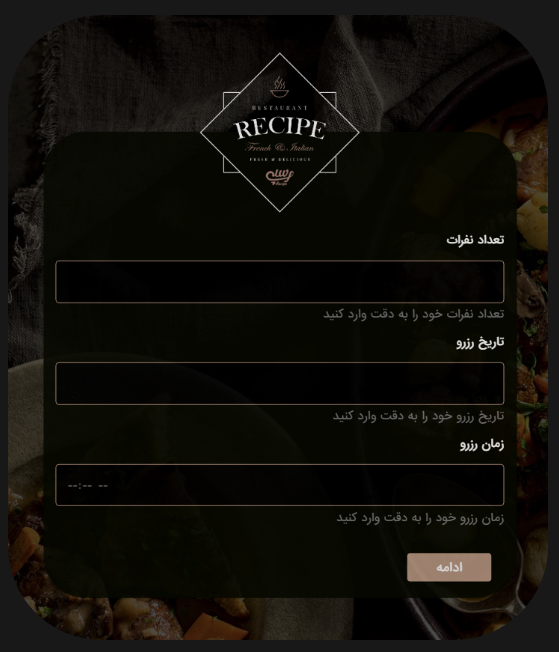 RESTAURANT
RECIPE
French & Italian
FRESH & DELICIOUS
رسپی
Recipe
تعداد نفرات
تعداد نفرات خود را به دقت وارد کنید
تاریخ رزرو
تاریخ رزرو خود را به دقت وارد کنید
زمان رزرو
--:-- --
زمان رزرو خود را به دقت وارد کنید
ادامه